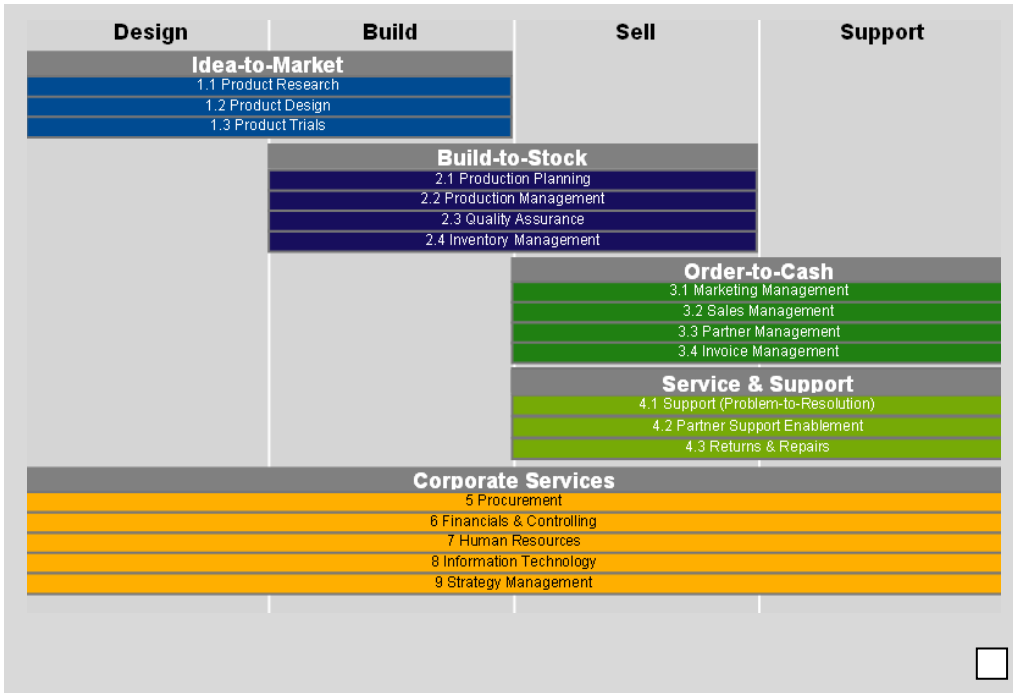 Design Build Sell Support
Idea-to-Market
1.1 Product Research
1.2 Product Design
1.3 Product Trials
Build-to-Stock
2.1 Production Planning
2.2 Production Management
2.3 Quality Assurance
2.4 Inventory Management
Order-to-Cash
3.1 Marketing Management
3.2 Sales Management
3.3 Partner Management
3.4 Invoice Management
Service & Support
4.1 Support (Problem-to-Resolution)
4.2 Partner Support Enablement
4.3 Returns & Repairs
Corporate Services
5 Procurement
6 Financials & Controlling
7 Human Resources
8 Information Technology
9 Strategy Management